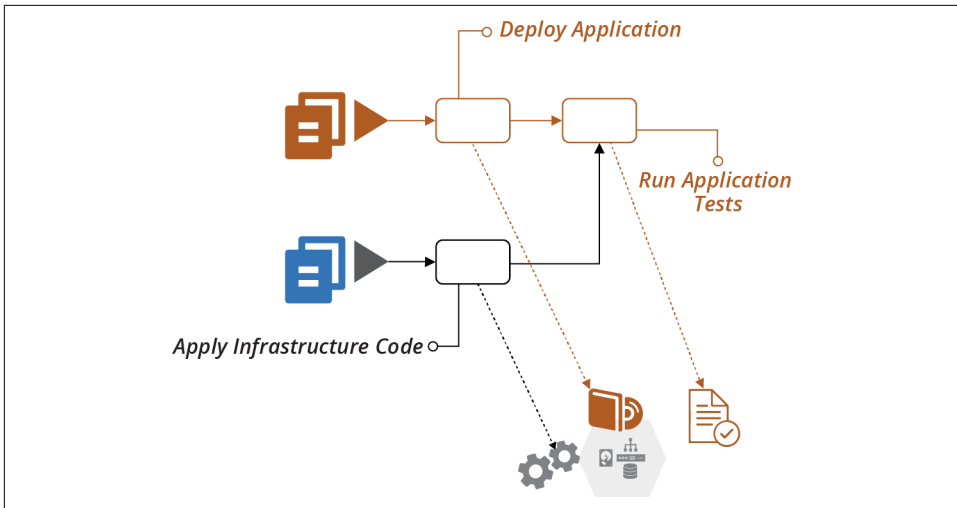 Deploy Application
Run Application
Tests
Apply Infrastructure Code